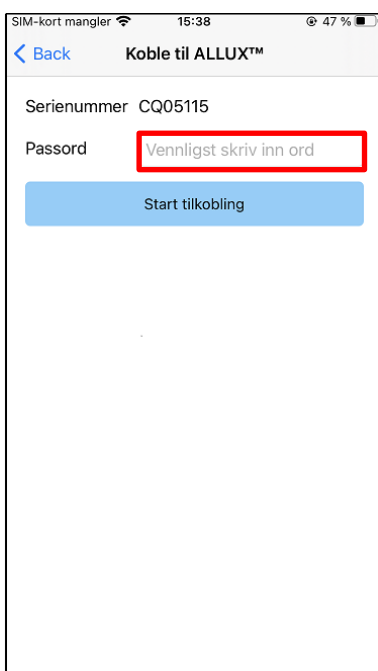 SIM-kort mangler 15:38 47 %
Back Koble til ALLUX™
Serienummer CQ05115
Passord Vennligst skriv inn ord
Start tilkobling